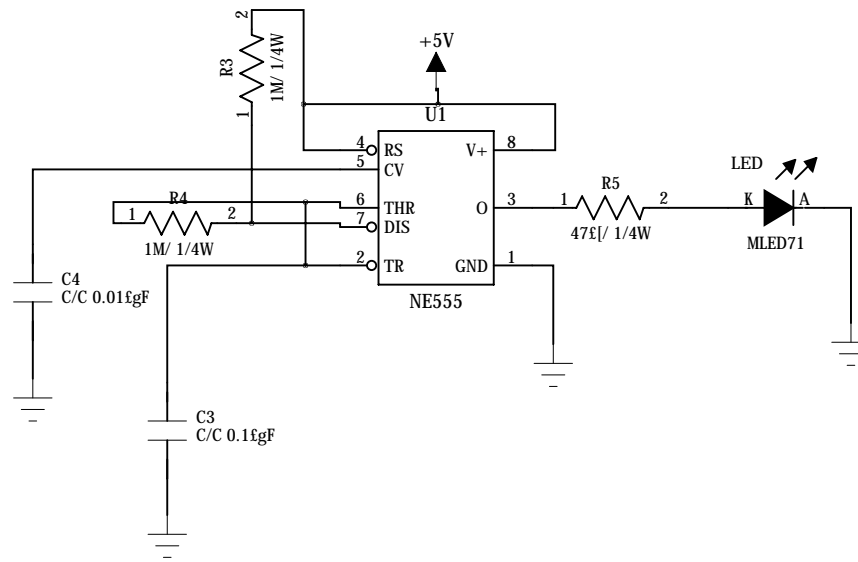 2
R3
1M/ 1/4W
1
+5V
U1
4
RS
V+
8
5
CV
LED
R4
1
2
1M/ 1/4W
6
THR
O
3
7
DIS
1
R5
2
47£[/ 1/4W
K
A
MLED71
2
TR
GND
1
NE555
C4
C/C 0.01£gF
C3
C/C 0.1£gF